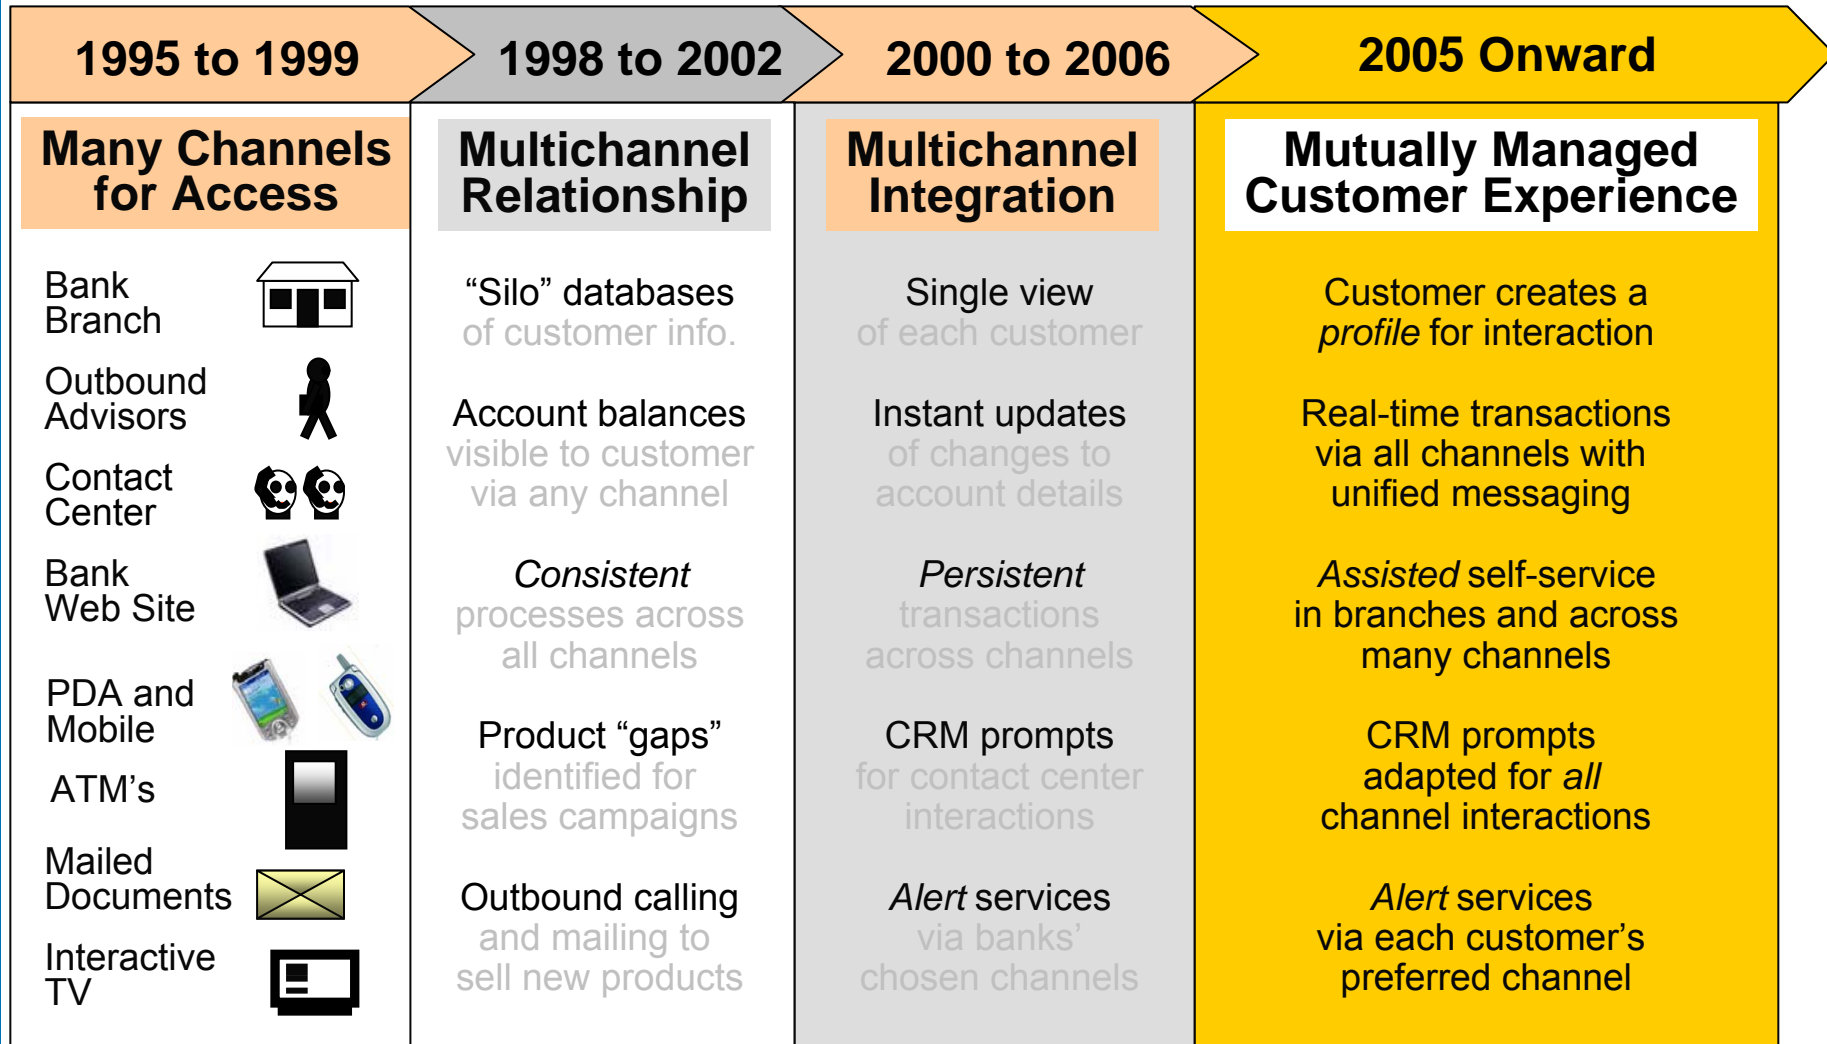 1995 to 1999
1998 to 2002
2000 to 2006
2005 Onward
Many Channels
for Access
Bank
Branch
Outbound
Advisors
Contact
Center
Bank
Web Site
PDA and
Mobile
ATM's
Mailed
Documents
Interactive
TV
Multichannel
Relationship
“Silo” databases
of customer info.
Account balances
visible to customer
via any channel
Consistent
processes across
all channels
Product “gaps”
identified for
sales campaigns
Outbound calling
and mailing to
sell new products
Multichannel
Integration
Single view
of each customer
Instant updates
of changes to
account details
Persistent
transactions
across channels
CRM prompts
for contact center
interactions
Alert services
via banks’
chosen channels
Mutually Managed
Customer Experience
Customer creates a
profile for interaction
Real-time transactions
via all channels with
unified messaging
Assisted self-service
in branches and across
many channels
CRM prompts
adapted for all
channel interactions
Alert services
via each customer’s
preferred channel